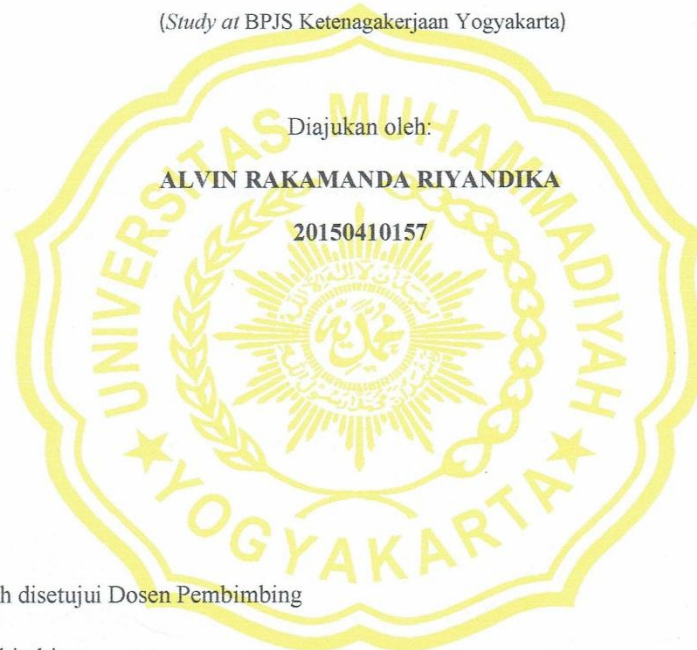 (Study at BPJS Ketenagakerjaan Yogyakarta)
Diajukan oleh:
ALVIN RAKAMANDA RIYANDIKA
20150410157
UNIVERSITAS MUHAMMADIYAH
★ YOGYAKARTA ★
disetujui Dosen Pembimbing